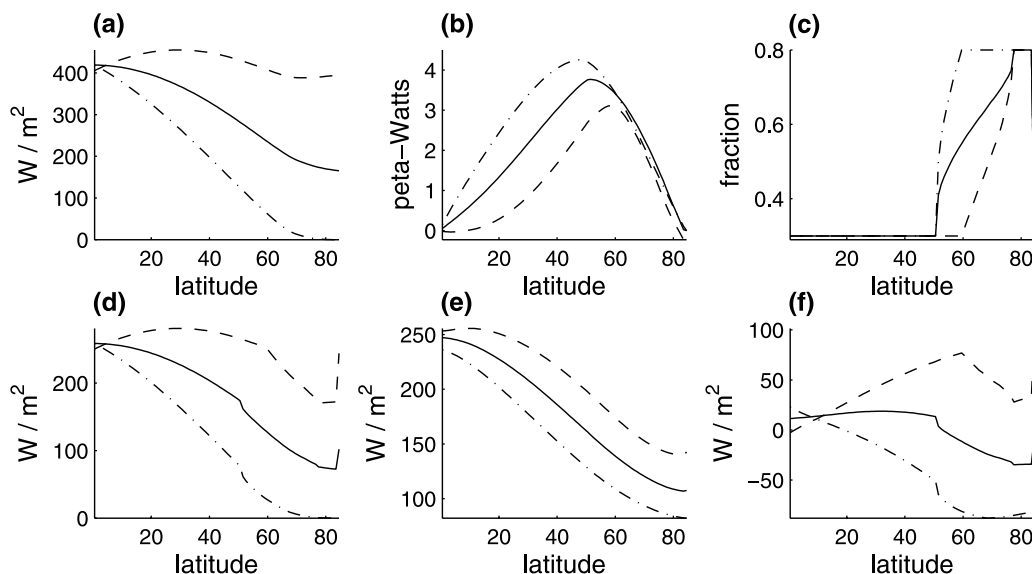 (a)
W / m²
400
300
200
100
0
20 40 60 80
latitude
(b)
peta−Watts
4
3
2
1
0
20 40 60 80
latitude
(c)
fraction
0.8
0.6
0.4
20 40 60 80
latitude
(d)
W / m²
200
100
0
20 40 60 80
latitude
(e)
W / m²
250
200
150
100
20 40 60 80
latitude
(f)
W / m²
100
50
0
−50
20 40 60 80
latitude